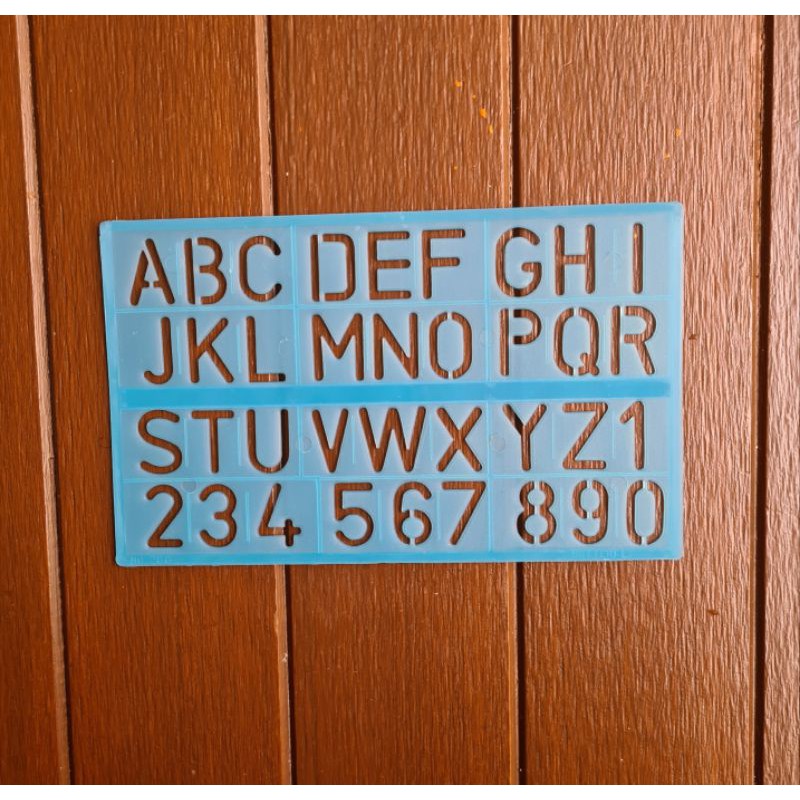 ABC DEF GHI
JKL MNO PQR
STU VWX YZ1
234 567 890